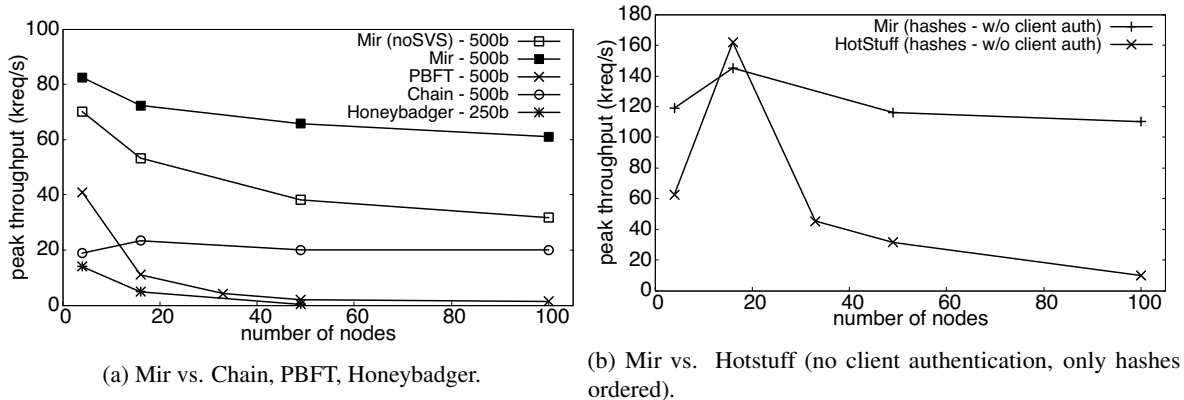 100
80
60
40
20
0
peak throughput (kreq/s)
0 20 40 60 80 100
number of nodes
Mir (noSVS) - 500b
Mir - 500b
PBFT - 500b
Chain - 500b
Honeybadger - 250b
(a) Mir vs. Chain, PBFT, Honeybadger.
180
160
140
120
100
80
60
40
20
0
peak throughput (kreq/s)
0 20 40 60 80 100
number of nodes
Mir (hashes - w/o client auth)
HotStuff (hashes - w/o client auth)
(b) Mir vs. Hotstuff (no client authentication, only hashes
ordered).